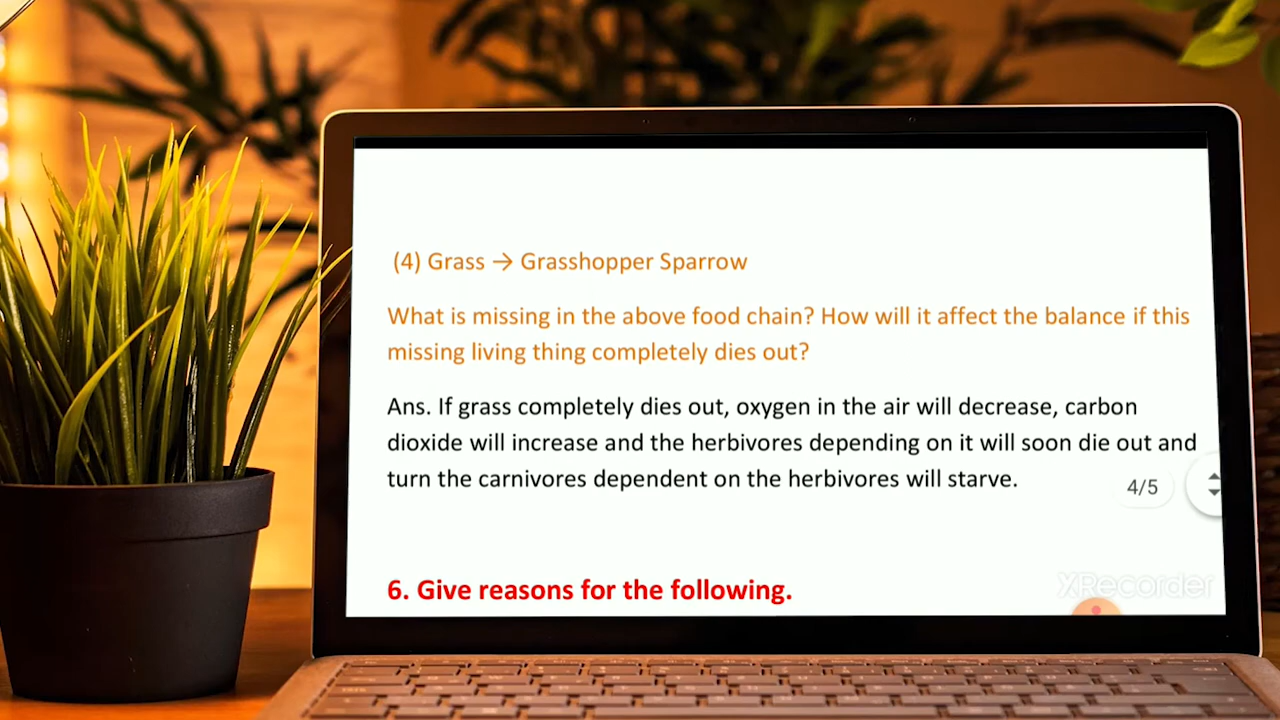 (4) Grass → Grasshopper Sparrow
What is missing in the above food chain? How will it affect the balance if this
missing living thing completely dies out?
Ans. If grass completely dies out, oxygen in the air will decrease, carbon
dioxide will increase and the herbivores depending on it will soon die out and
turn the carnivores dependent on the herbivores will starve.
4/5
6. Give reasons for the following.
XRecorder